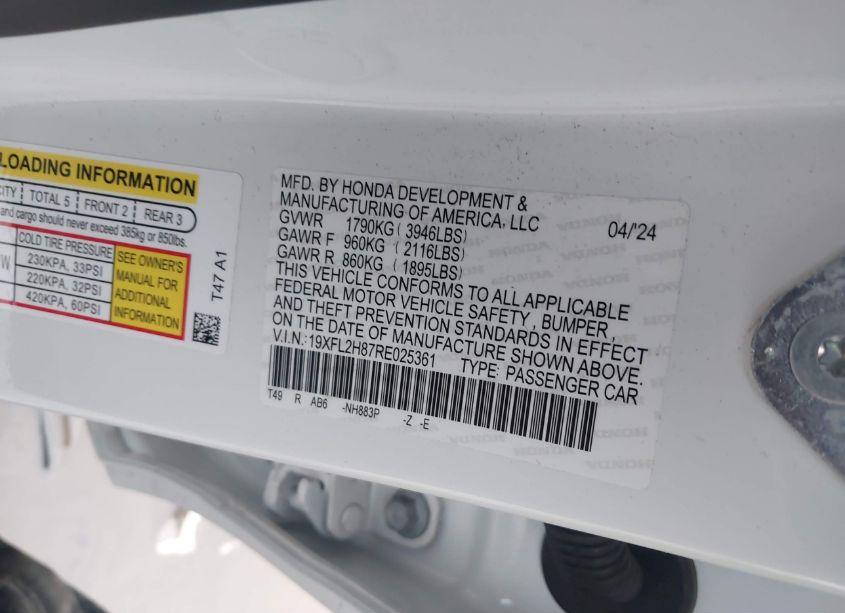 LOADING INFORMATION
CITY TOTAL 5 FRONT 2 REAR 3
and cargo should never exceed 385kg or 850lbs.
COLD TIRE PRESSURE
230KPA, 33PSI
220KPA, 32PSI
420KPA, 60PSI
SEE OWNER'S
MANUAL FOR
ADDITIONAL
INFORMATION
T47 A1
MFD. BY HONDA DEVELOPMENT &
MANUFACTURING OF AMERICA, LLC
04/24
GVWR 1790KG (3946LBS)
GAWR F 960KG (2116LBS)
GAWR R 860KG (1895LBS)
THIS VEHICLE CONFORMS TO ALL APPLICABLE
FEDERAL MOTOR VEHICLE SAFETY, BUMPER,
AND THEFT PREVENTION STANDARDS IN EFFECT
ON THE DATE OF MANUFACTURE SHOWN ABOVE.
V.I.N.:19XFL2H87RE025361 TYPE: PASSENGER CAR
T49 R AB6 -NH883P -Z -E